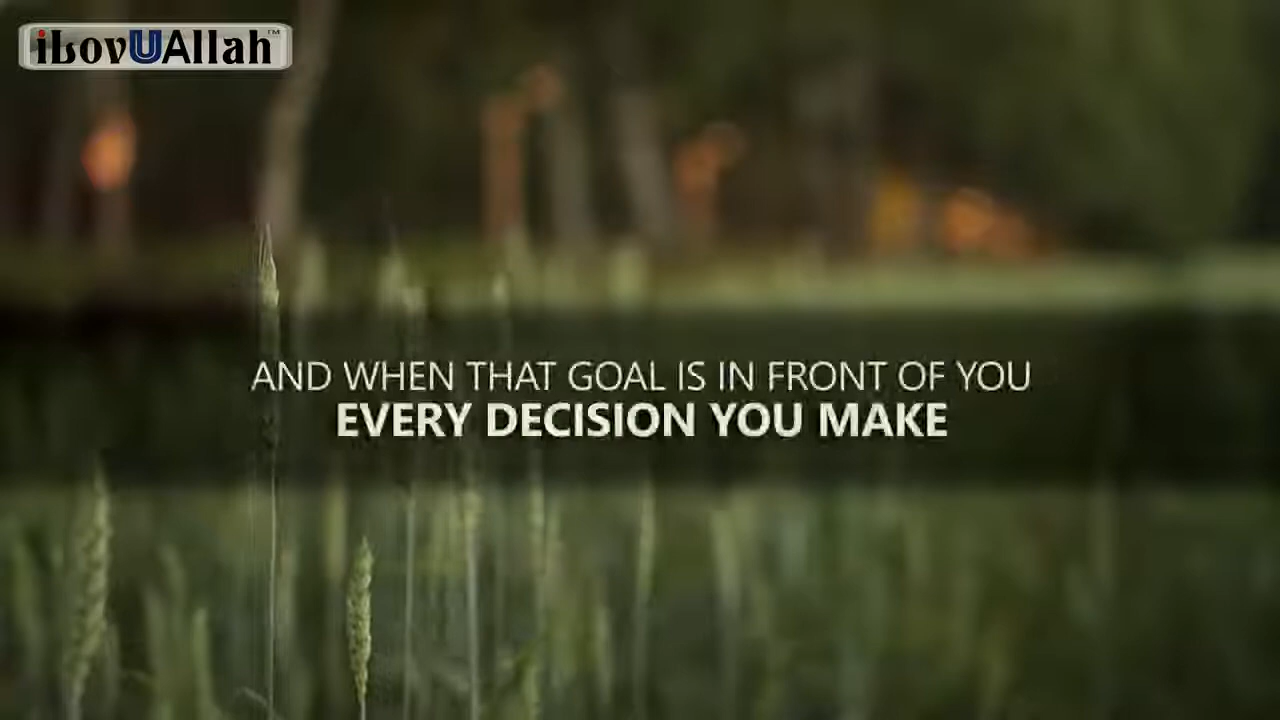 iLovUAllah™
AND WHEN THAT GOAL IS IN FRONT OF YOU
EVERY DECISION YOU MAKE